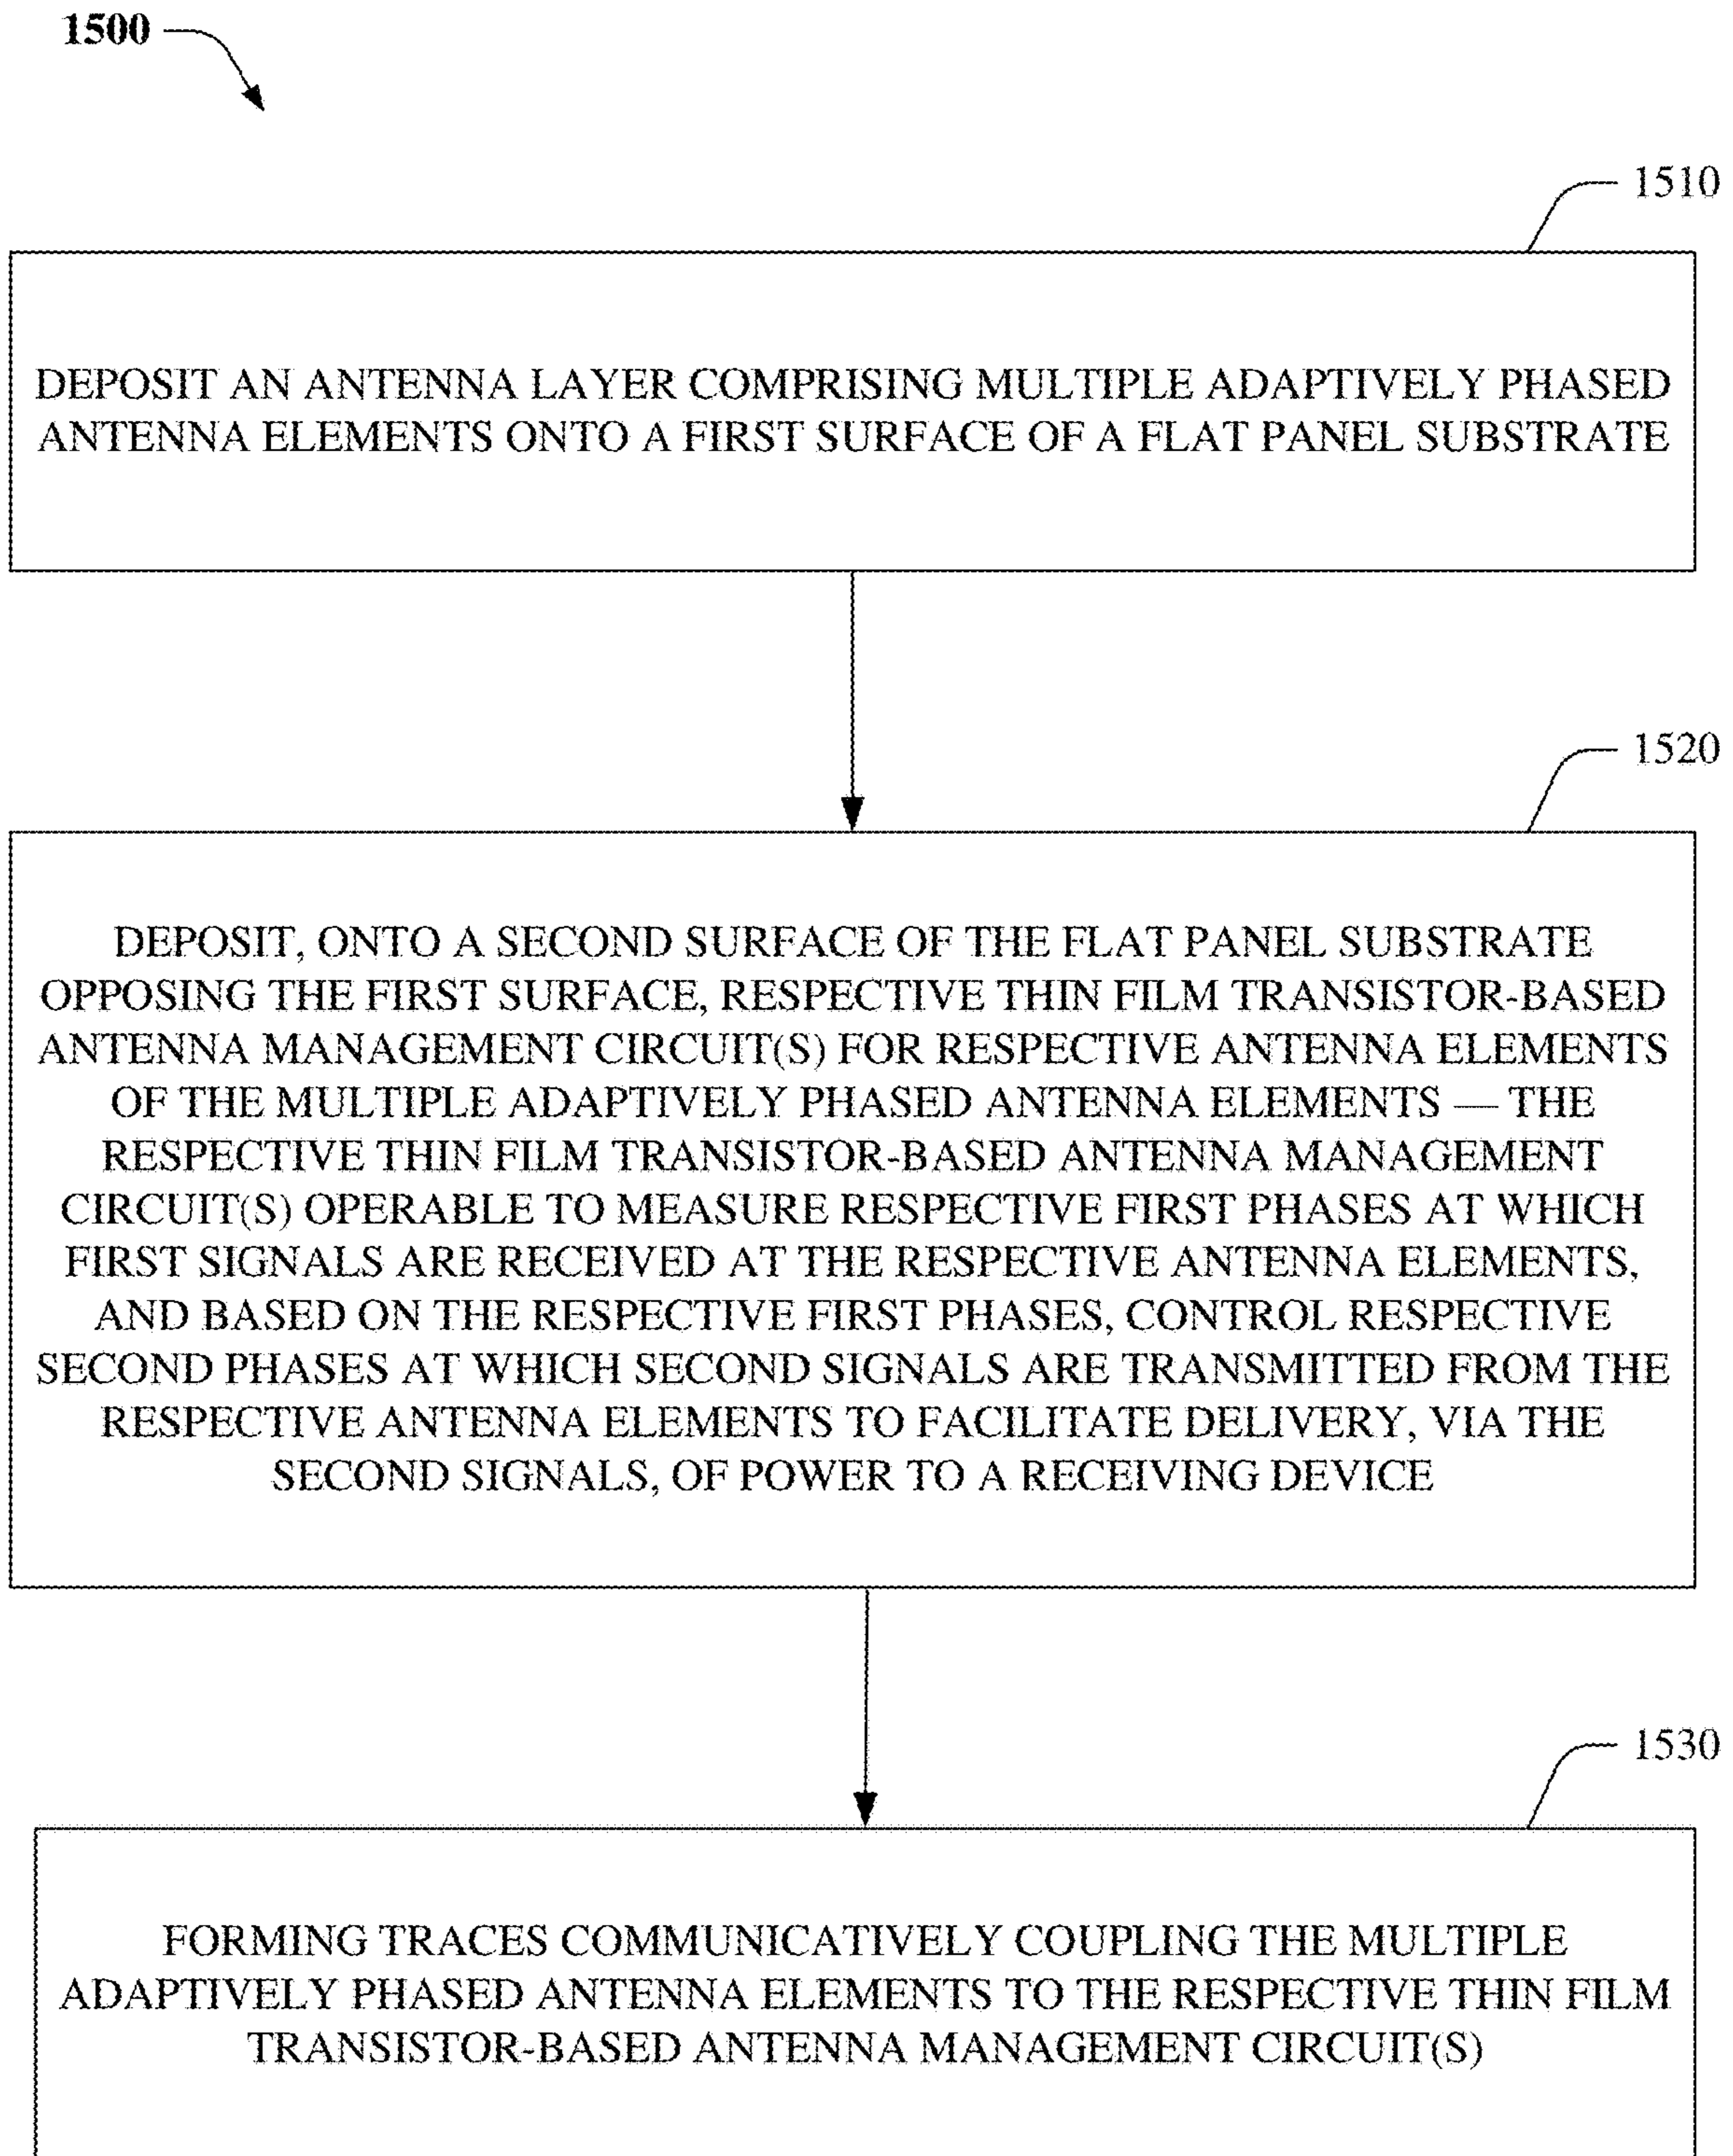 1500
1510
DEPOSIT AN ANTENNA LAYER COMPRISING MULTIPLE ADAPTIVELY PHASED
ANTENNA ELEMENTS ONTO A FIRST SURFACE OF A FLAT PANEL SUBSTRATE
1520
DEPOSIT, ONTO A SECOND SURFACE OF THE FLAT PANEL SUBSTRATE
OPPOSING THE FIRST SURFACE, RESPECTIVE THIN FILM TRANSISTOR-BASED
ANTENNA MANAGEMENT CIRCUIT(S) FOR RESPECTIVE ANTENNA ELEMENTS
OF THE MULTIPLE ADAPTIVELY PHASED ANTENNA ELEMENTS — THE
RESPECTIVE THIN FILM TRANSISTOR-BASED ANTENNA MANAGEMENT
CIRCUIT(S) OPERABLE TO MEASURE RESPECTIVE FIRST PHASES AT WHICH
FIRST SIGNALS ARE RECEIVED AT THE RESPECTIVE ANTENNA ELEMENTS,
AND BASED ON THE RESPECTIVE FIRST PHASES, CONTROL RESPECTIVE
SECOND PHASES AT WHICH SECOND SIGNALS ARE TRANSMITTED FROM THE
RESPECTIVE ANTENNA ELEMENTS TO FACILITATE DELIVERY, VIA THE
SECOND SIGNALS, OF POWER TO A RECEIVING DEVICE
1530
FORMING TRACES COMMUNICATIVELY COUPLING THE MULTIPLE
ADAPTIVELY PHASED ANTENNA ELEMENTS TO THE RESPECTIVE THIN FILM
TRANSISTOR-BASED ANTENNA MANAGEMENT CIRCUIT(S)